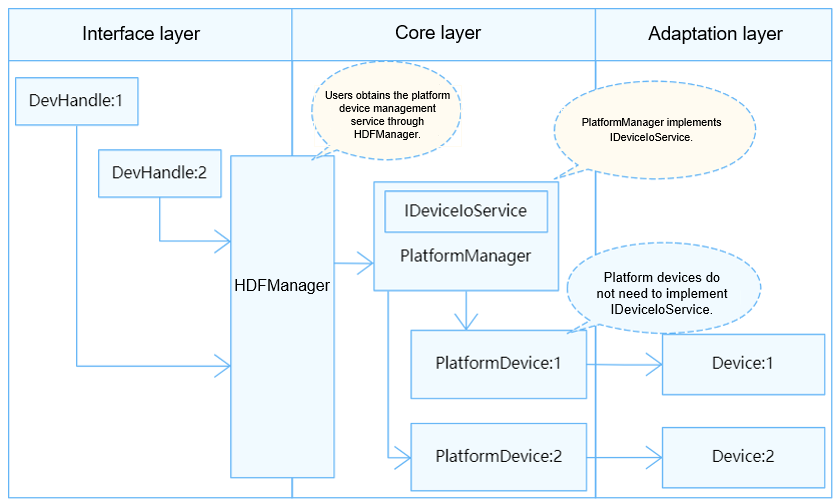 Interface layer
Core layer
Adaptation layer
DevHandle:1
DevHandle:2
HDFManager
Users obtains the platform
device management
service through
HDFManager.
PlatformManager implements
IDeviceIoService.
IDeviceIoService
PlatformManager
Platform devices do
not need to implement
IDeviceIoService.
PlatformDevice:1
Device:1
PlatformDevice:2
Device:2